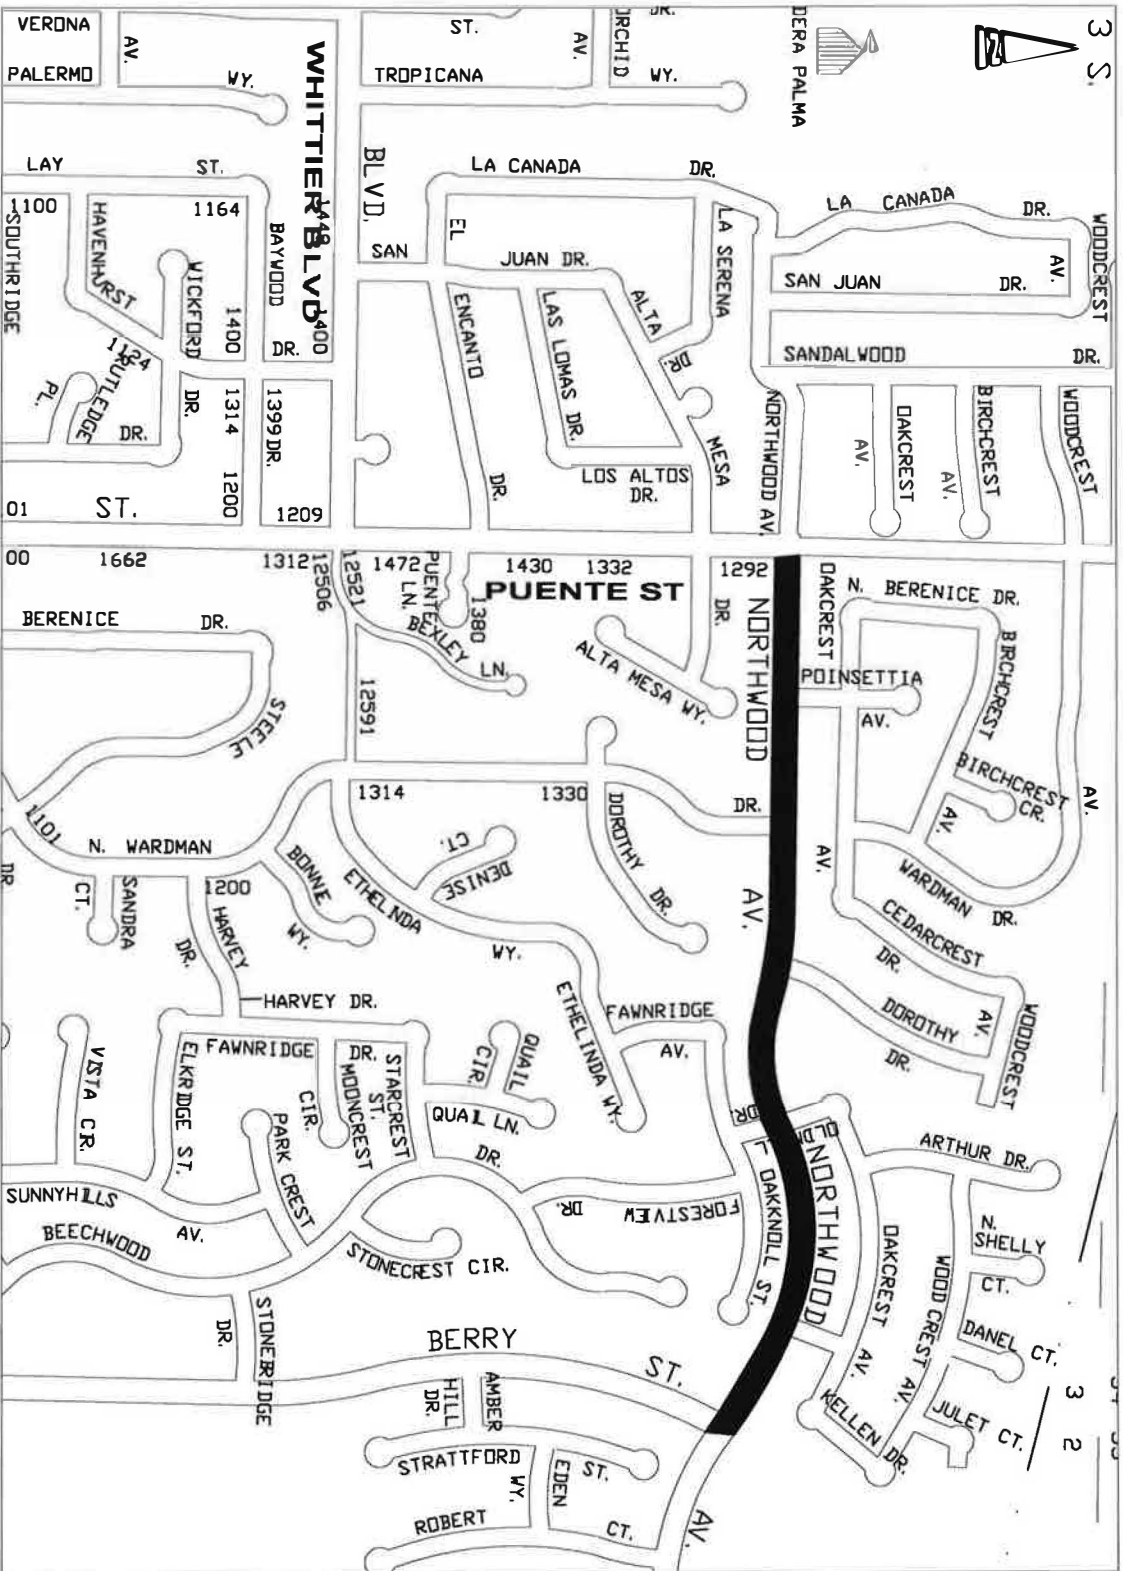 VERONA
AV.
PALERMO
WY.
WHITTIER BLVD
ST.
AV.
ORCHID
DR.
TROPICANA
WY.
DERA PALMA
3 S.
BLVD.
LAY
ST.
1100
1164
SOUTHRIDGE
HAVENHURST
WICKFORD
DR.
BAYWOOD
DR.
1400
1400
1124
RUTLEDGE
PL.
DR.
1314
1200
1399 DR.
1209
01
ST.
LA CANADA
DR.
EL
SAN
JUAN DR.
ENCANTO
DR.
LAS LOMAS DR.
ALTA
DR.
LA SERENA
MESA
LOS ALTOS
DR.
NORTHWOOD AV.
LA CANADA
DR.
WOODCREST
AV.
SAN JUAN
DR.
SANDALWOOD
DR.
OAKCREST
AV.
BIRCHCREST
AV.
WOODCREST
00
1662
1312
12506
12521
1472
PUENTE
LN.
1380
1430
1332
PUENTE ST
1292
DR.
BERENICE
DR.
BEXLEY
LN.
12591
ALTA MESA WY.
NORTHWOOD
AV.
OAKCREST
N. BERENICE DR.
BIRCHCREST
POINSETTIA
AV.
BIRCHCREST
CR.
AV.
AV.
STEELE
1101
N. WARDMAN
1314
1330
DR.
DOROTHY
DR.
CT.
DENISE
BONNIE
WY.
ETHELINDA
WY.
1200
DR
CT.
SANDRA
HARVEY
DR.
AV.
WARDMAN
DR.
CEDARCREST
DR.
DOROTHY
DR.
AV.
WOODCREST
HARVEY DR.
FAWNRIDGE
DR.
ELKRIDGE ST.
VISTA CR.
CIR.
MOONCREST
STARCREST
ST.
PARK CREST
QUAIL
CIR.
QUAIL LN.
ETHELINDA WY.
FAWNRIDGE
AV.
DR.
NORTHWOOD
OAKKNOLL ST.
ARTHUR DR.
DR.
FORESTVIEW
DR.
SUNNYHILLS
AV.
BEECHWOOD
DR.
STONECREST CIR.
STONEBRIDGE
OAKCREST
AV.
WOODCREST AV.
N.
SHELLY
CT.
DANEL CT.
JULET CT.
KELLEN DR.
3
2
BERRY
ST.
AMBER
HILL
DR.
STRATTFORD
WY.
EDEN
ST.
ROBERT
CT.
AV.